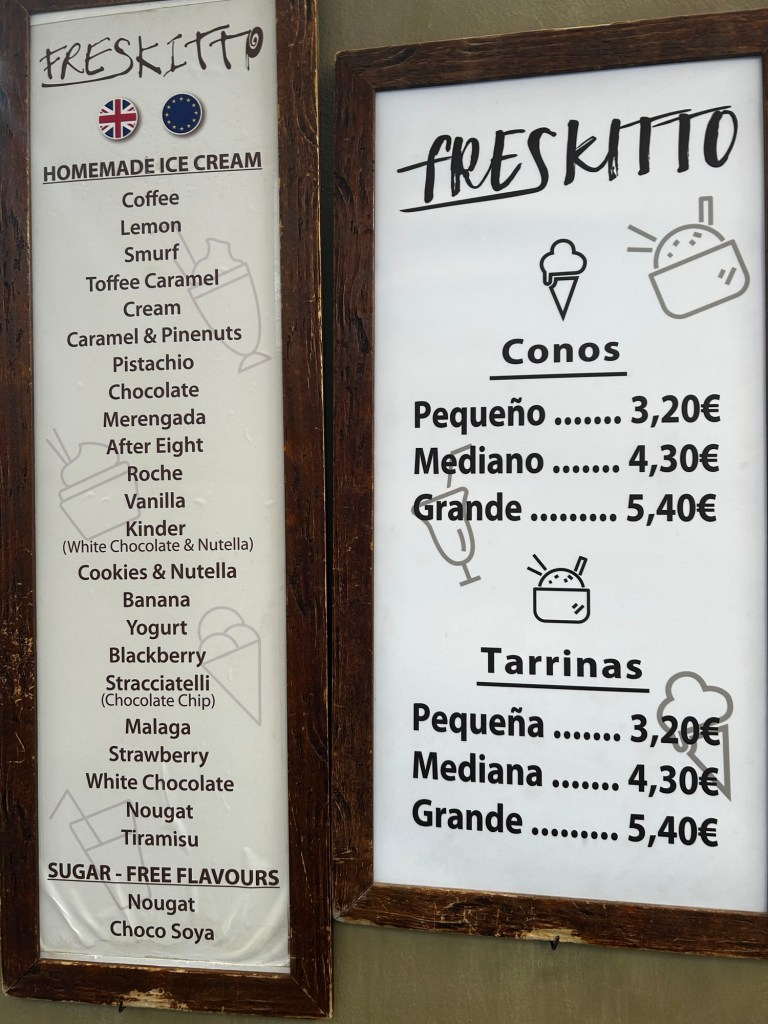 FRESKITTO
HOMEMADE ICE CREAM
Coffee
Lemon
Smurf
Toffee Caramel
Cream
Caramel & Pinenuts
Pistachio
Chocolate
Merengada
After Eight
Roche
Vanilla
Kinder
(White Chocolate & Nutella)
Cookies & Nutella
Banana
Yogurt
Blackberry
Stracciatelli
(Chocolate Chip)
Malaga
Strawberry
White Chocolate
Nougat
Tiramisu
SUGAR - FREE FLAVOURS
Nougat
Choco Soya
FRESKITTO
Conos
Pequeño ....... 3,20€
Mediano ....... 4,30€
Grande ......... 5,40€
Tarrinas
Pequeña ....... 3,20€
Mediana ....... 4,30€
Grande ......... 5,40€